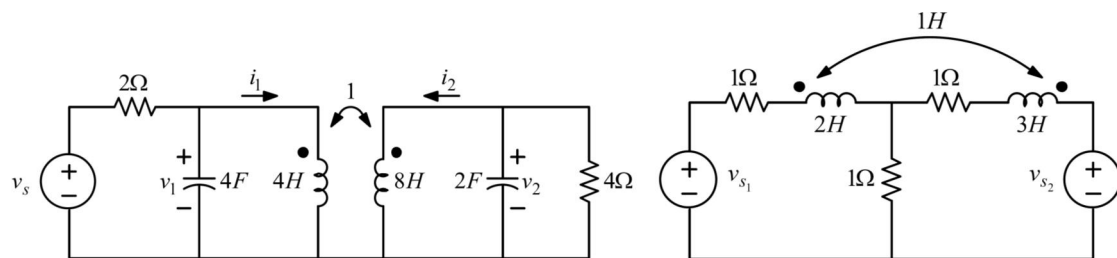 1H
2Ω i₁ 1 i₂ 1Ω 1Ω
2H 3H
vₛ + − + v₁ − 4F 4H 8H 2F + v₂ − 4Ω vₛ₁ + − 1Ω vₛ₂ + −